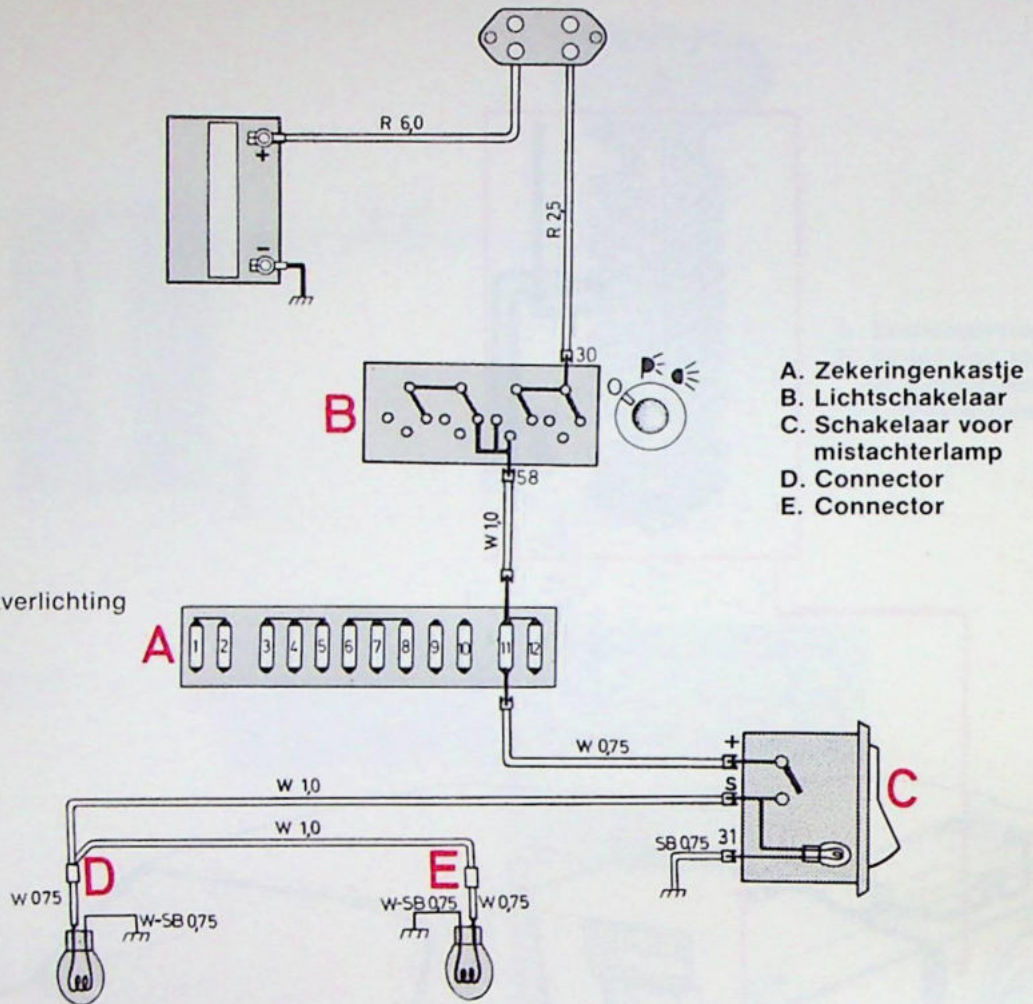 R 6,0
+
-
R 2,5
30
B
58
W 1,0
A. Zekeringenkastje
B. Lichtschakelaar
C. Schakelaar voor
mistachterlamp
D. Connector
E. Connector
verlichting
A
1 2 3 4 5 6 7 8 9 10 11 12
W 0,75
+
S
C
W 1,0
W 1,0
SB 0,75 31
D
E
W 075
W-SB 0,75
W-SB 0,75
W 0,75